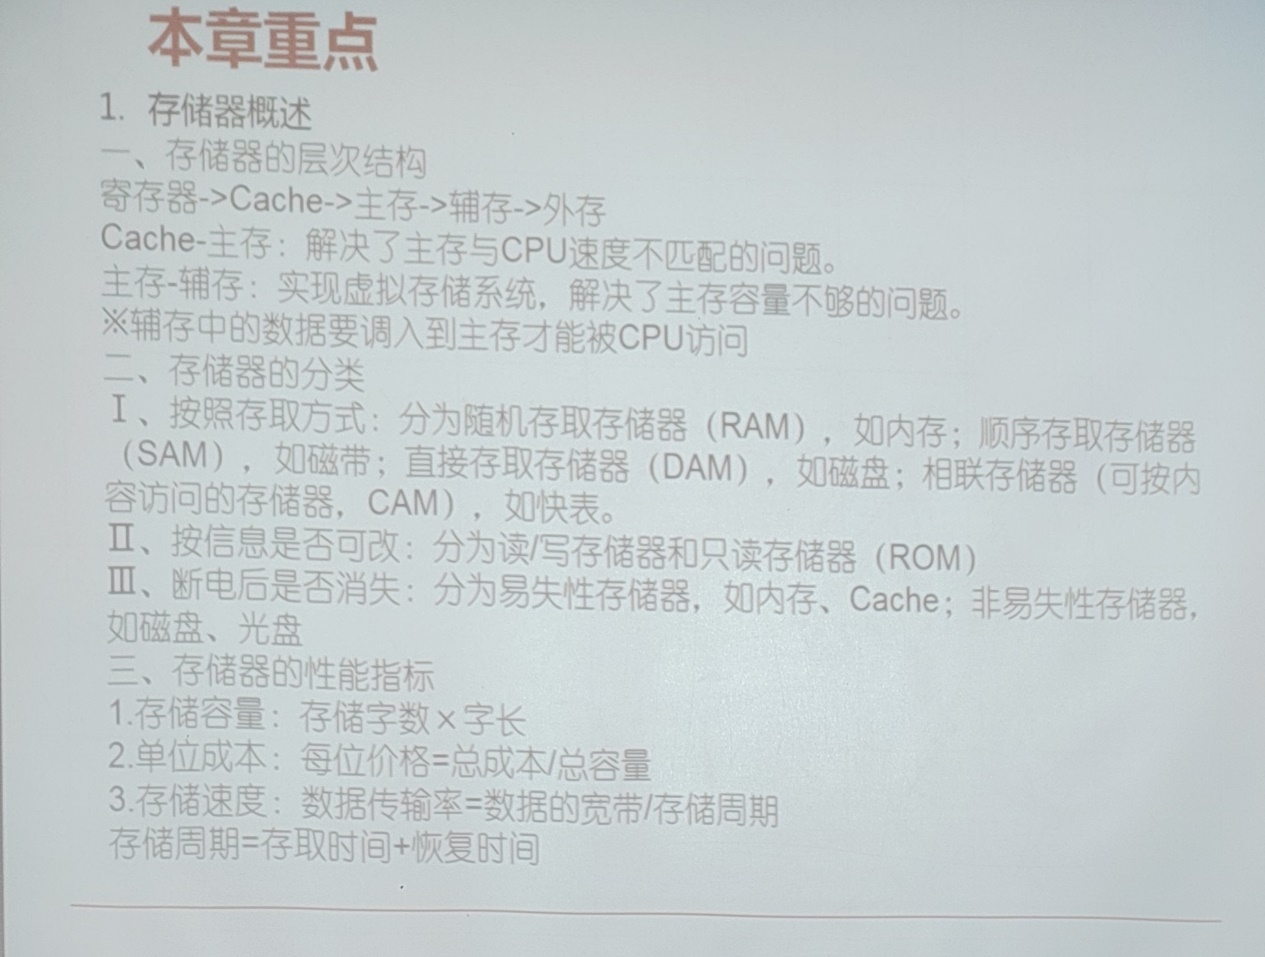 本章重点
1. 存储器概述
一、存储器的层次结构
寄存器->Cache->主存->辅存->外存
Cache-主存：解决了主存与CPU速度不匹配的问题。
主存-辅存：实现虚拟存储系统，解决了主存容量不够的问题。
※辅存中的数据要调入到主存才能被CPU访问
二、存储器的分类
Ⅰ、按照存取方式：分为随机存取存储器（RAM），如内存；顺序存取存储器
（SAM），如磁带；直接存取存储器（DAM），如磁盘；相联存储器（可按内
容访问的存储器，CAM），如快表。
Ⅱ、按信息是否可改：分为读/写存储器和只读存储器（ROM）
Ⅲ、断电后是否消失：分为易失性存储器，如内存、Cache；非易失性存储器，
如磁盘、光盘
三、存储器的性能指标
1.存储容量：存储字数×字长
2.单位成本：每位价格=总成本/总容量
3.存储速度：数据传输率=数据的宽带/存储周期
存储周期=存取时间+恢复时间